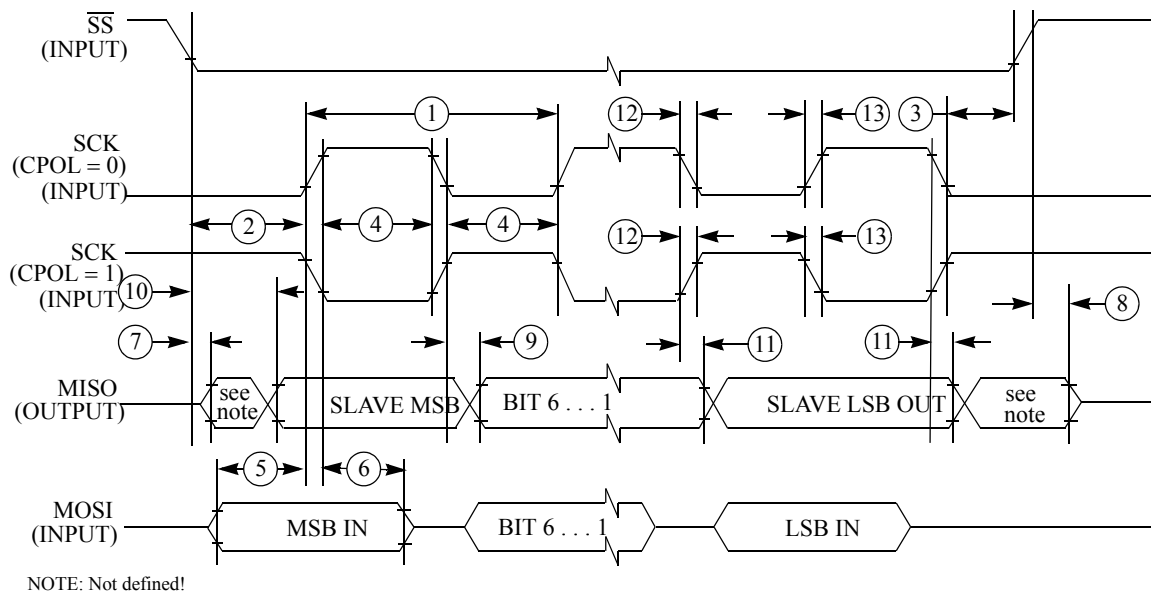 SS
(INPUT)
1
12
13
3
SCK
(CPOL = 0)
(INPUT)
2
4
4
12
13
SCK
(CPOL = 1)
(INPUT)
10
8
7
9
11
11
MISO
(OUTPUT)
see
note
SLAVE MSB
BIT 6 . . . 1
SLAVE LSB OUT
see
note
5
6
MOSI
(INPUT)
MSB IN
BIT 6 . . . 1
LSB IN
NOTE: Not defined!